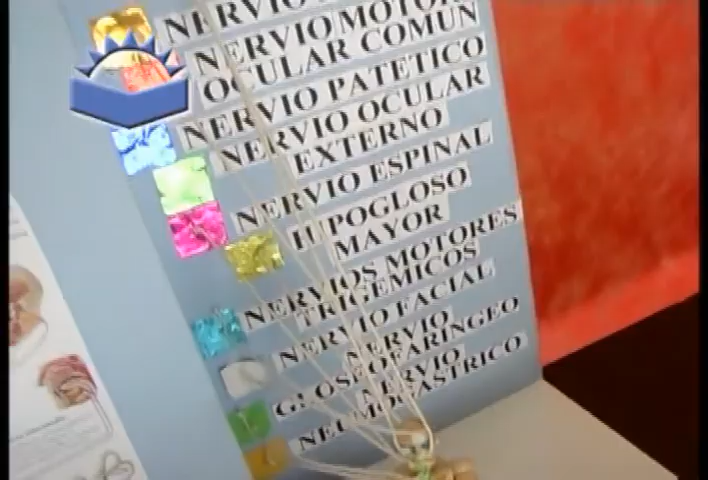 NERVIO
NERVIO MOTOR
OCULAR COMÚN
NERVIO PATETICO
NERVIO OCULAR
EXTERNO
NERVIO ESPINAL
HIPOGLOSO
MAYOR
NERVIOS MOTORES
TRIGEMICOS
NERVIO FACIAL
NERVIO
GLOSOFARINGEO
NERVIO
NEUMOGASTRICO